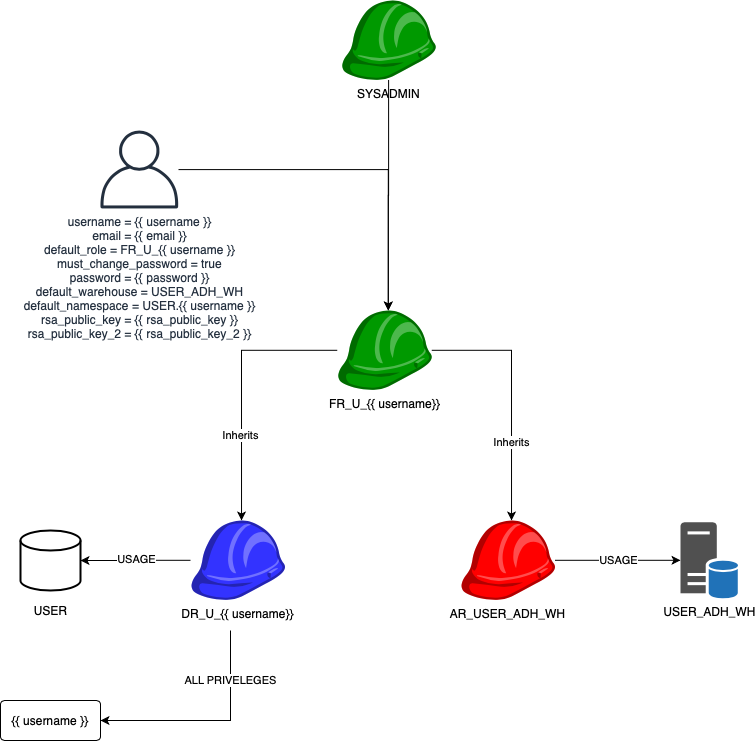 SYSADMIN
username = {{ username }}
email = {{ email }}
default_role = FR_U_{{ username }}
must_change_password = true
password = {{ password }}
default_warehouse = USER_ADH_WH
default_namespace = USER.{{ username }}
rsa_public_key = {{ rsa_public_key }}
rsa_public_key_2 = {{ rsa_public_key_2 }}
FR_U_{{ username}}
Inherits
Inherits
USAGE
USAGE
USER
DR_U_{{ username}}
AR_USER_ADH_WH
USER_ADH_WH
ALL PRIVELEGES
{{ username }}